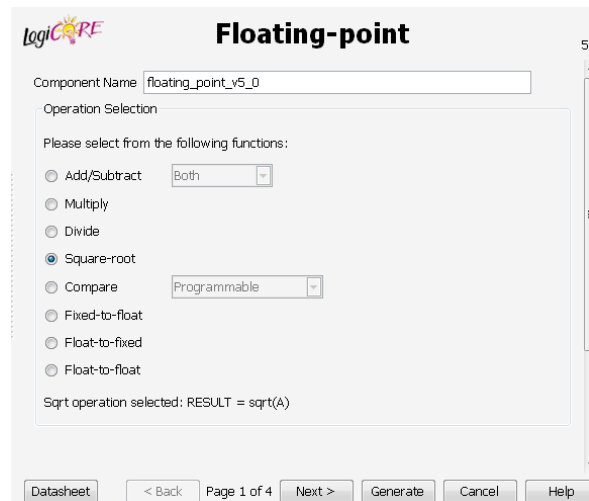 logiCORE
Floating-point
5
Component Name floating_point_v5_0
Operation Selection
Please select from the following functions:
Add/Subtract Both
Multiply
Divide
Square-root
Compare Programmable
Fixed-to-float
Float-to-fixed
Float-to-float
Sqrt operation selected: RESULT = sqrt(A)
Datasheet < Back Page 1 of 4 Next > Generate Cancel Help